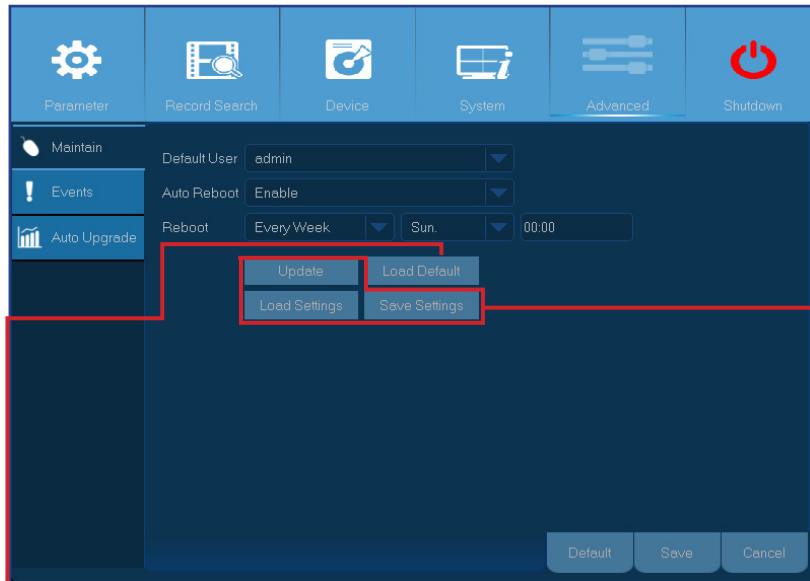 Parameter
Record Search
Device
System
Advanced
Shutdown
Maintain
Events
Auto Upgrade
Default User admin
Auto Reboot Enable
Reboot Every Week Sun. 00:00
Update Load Default
Load Settings Save Settings
Default Save Cancel